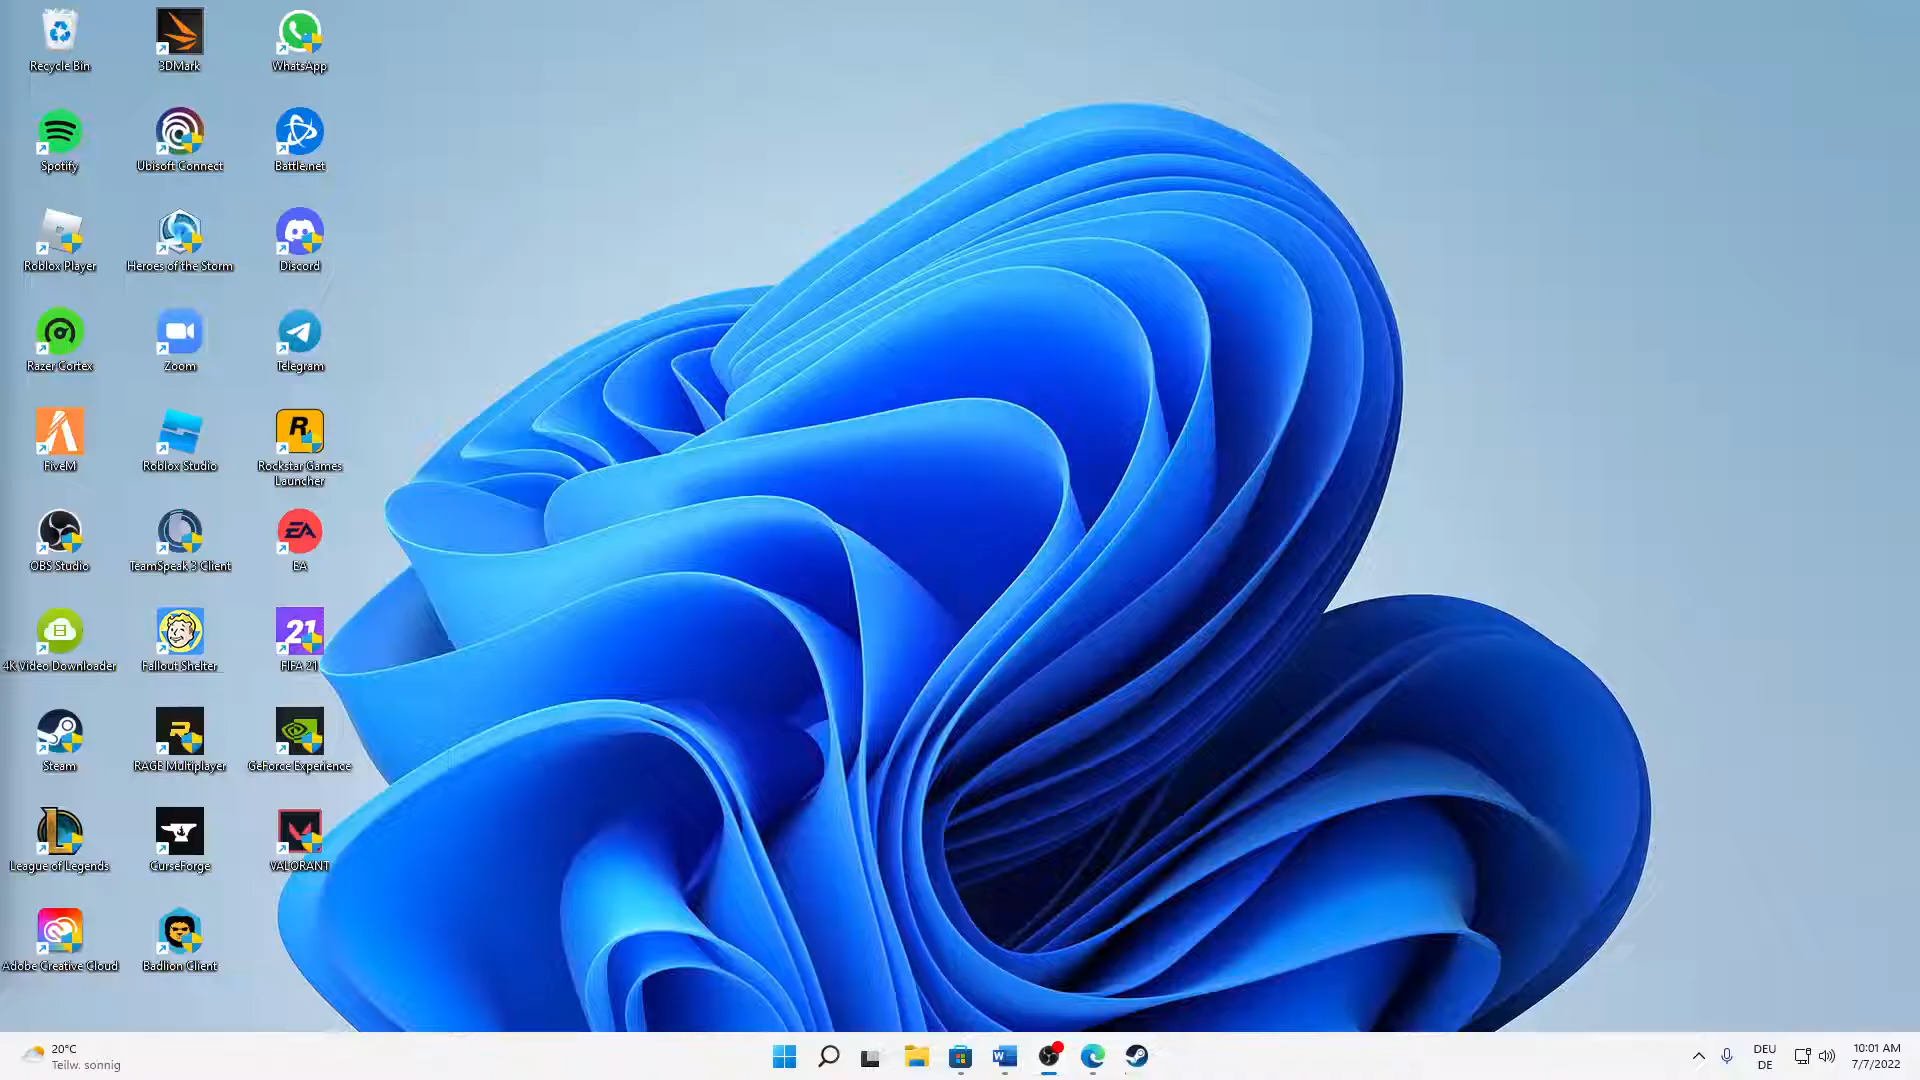 Recycle Bin
3DMark
WhatsApp
Spotify
Ubisoft Connect
Battle.net
Roblox Player
Heroes of the Storm
Discord
Razer Cortex
Zoom
Telegram
FiveM
Roblox Studio
R
Rockstar Games
Launcher
OBS Studio
TeamSpeak 3 Client
EA
EA
4K Video Downloader
Fallout Shelter
21
FIFA 21
Steam
RAGE Multiplayer
GeForce Experience
League of Legends
CurseForge
VALORANT
Adobe Creative Cloud
Badlion Client
20°C
Teilw. sonnig
W
DEU
DE
10:01 AM
7/7/2022